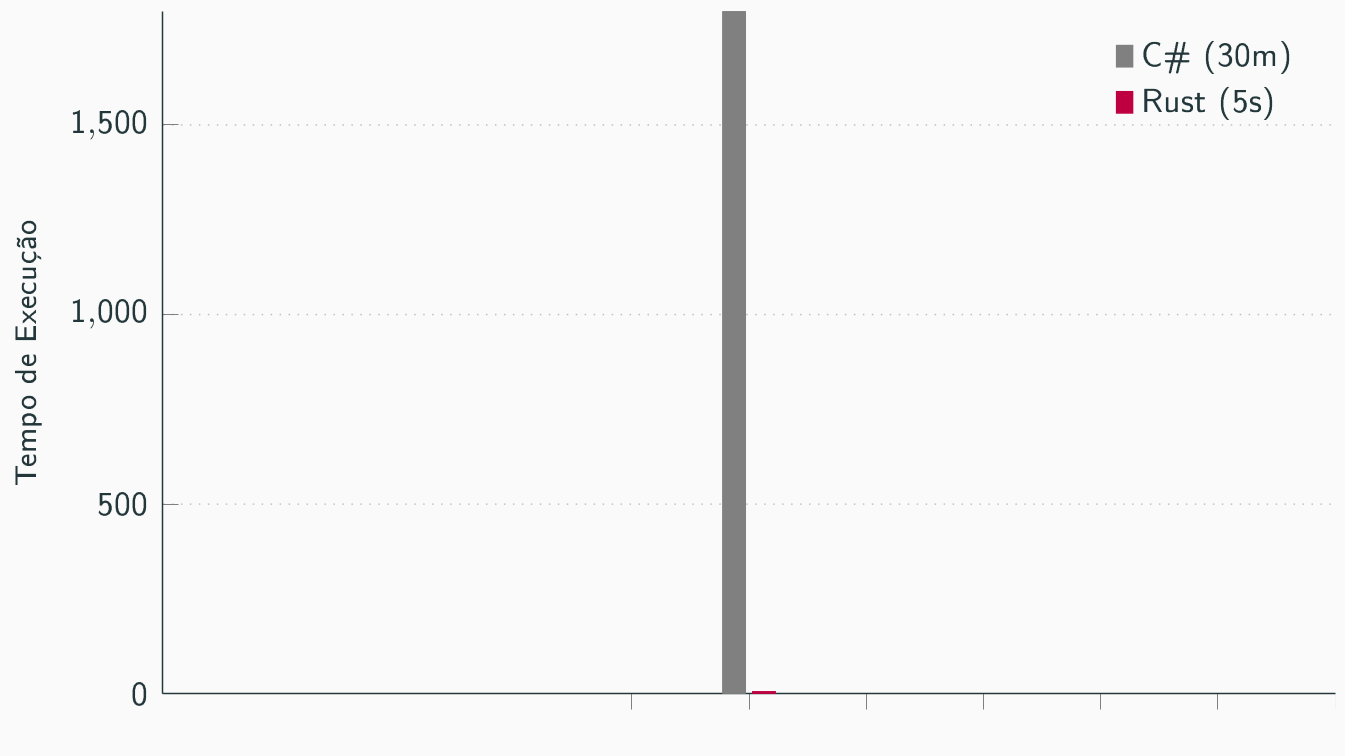 C# (30m)
Rust (5s)
1,500
1,000
500
0
Tempo de Execução